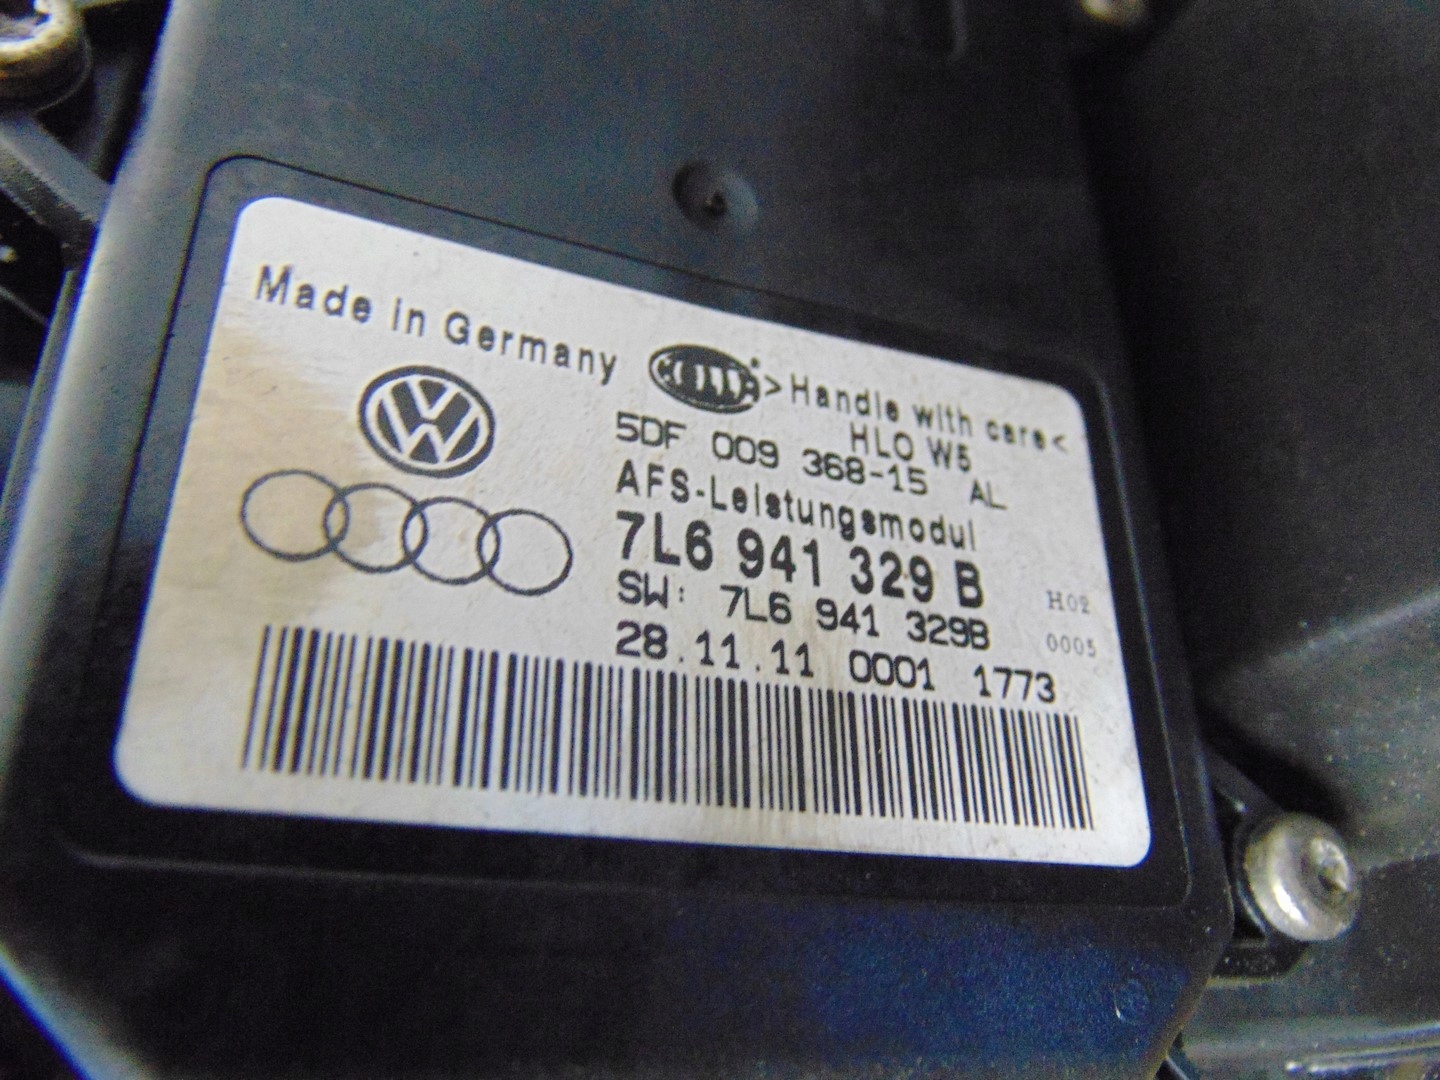 Made in Germany HELLA >Handle with care<
HLO W5
5DF 009 368-15 AL
AFS-Leistungsmodul
7L6 941 329 B
H02
SW: 7L6 941 329B
0005
28.11.11 0001 1773